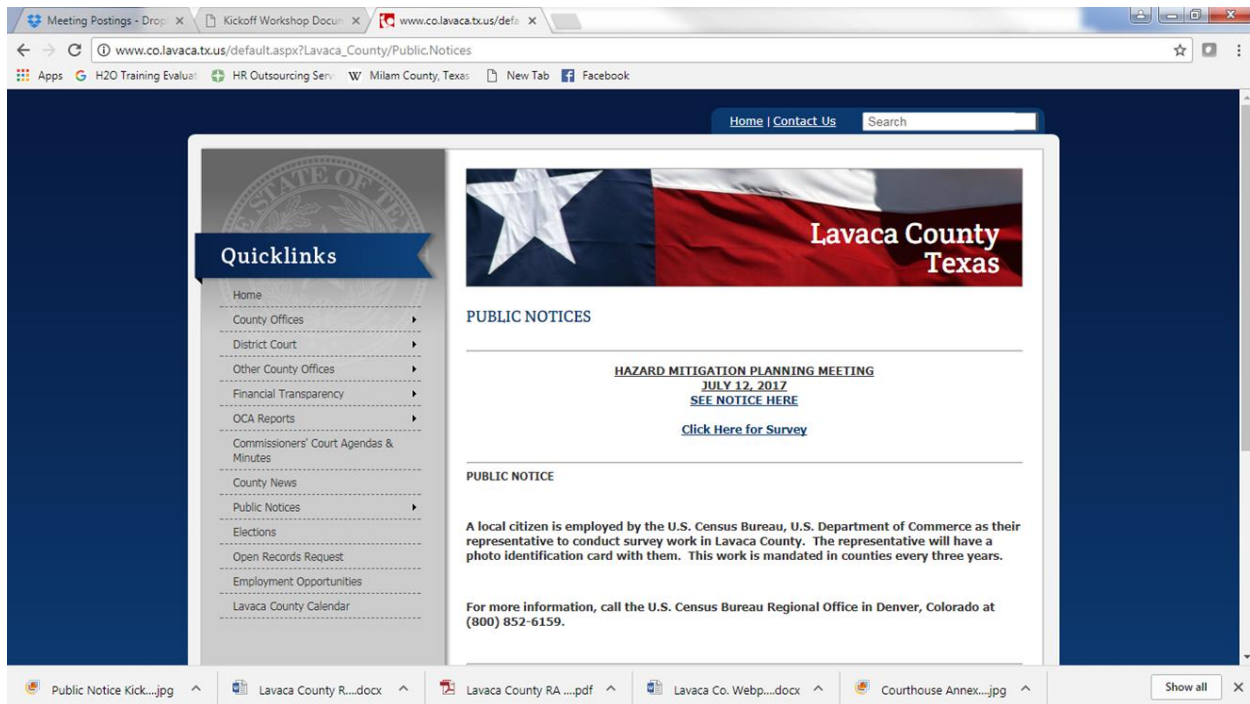 Meeting Postings - Drop
Kickoff Workshop Docum
www.co.lavaca.tx.us/defa
www.co.lavaca.tx.us/default.aspx?Lavaca_County/Public.Notices
Apps
H2O Training Evaluat
HR Outsourcing Serv
Milam County, Texas
New Tab
Facebook
Home | Contact Us
Search
THE STATE OF TEXAS
Quicklinks
Home
County Offices
District Court
Other County Offices
Financial Transparency
OCA Reports
Commissioners' Court Agendas &
Minutes
County News
Public Notices
Elections
Open Records Request
Employment Opportunities
Lavaca County Calendar
Lavaca County
Texas
PUBLIC NOTICES
HAZARD MITIGATION PLANNING MEETING
JULY 12, 2017
SEE NOTICE HERE
Click Here for Survey
PUBLIC NOTICE
A local citizen is employed by the U.S. Census Bureau, U.S. Department of Commerce as their
representative to conduct survey work in Lavaca County.  The representative will have a
photo identification card with them.  This work is mandated in counties every three years.
For more information, call the U.S. Census Bureau Regional Office in Denver, Colorado at
(800) 852-6159.
Public Notice Kick....jpg
Lavaca County R....docx
Lavaca County RA ....pdf
Lavaca Co. Webp....docx
Courthouse Annex....jpg
Show all